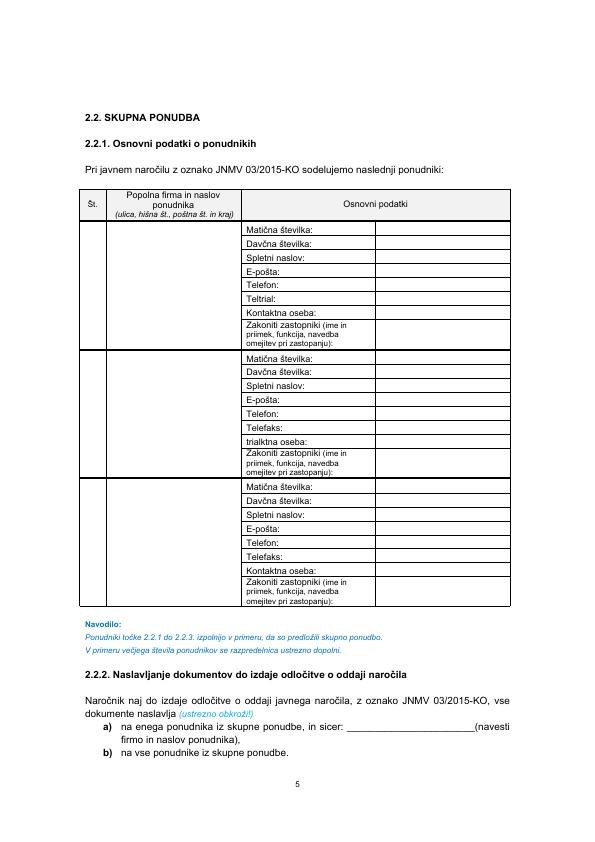 2.2. SKUPNA PONUDBA
2.2.1. Osnovni podatki o ponudnikih
Pri javnem naročilu z oznako JNMV 03/2015-KO sodelujemo naslednji ponudniki:
Št.
Popolna firma in naslov
ponudnika
(ulica, hišna št., poštna št. in kraj)
Osnovni podatki
Matična številka:
Davčna številka:
Spletni naslov:
E-pošta:
Telefon:
Teltrial:
Kontaktna oseba:
Zakoniti zastopniki (ime in
priimek, funkcija, navedba
omejitev pri zastopanju):
Matična številka:
Davčna številka:
Spletni naslov:
E-pošta:
Telefon:
Telefaks:
trialktna oseba:
Zakoniti zastopniki (ime in
priimek, funkcija, navedba
omejitev pri zastopanju):
Matična številka:
Davčna številka:
Spletni naslov:
E-pošta:
Telefon:
Telefaks:
Kontaktna oseba:
Zakoniti zastopniki (ime in
priimek, funkcija, navedba
omejitev pri zastopanju):
Navodilo:
Ponudniki točke 2.2.1 do 2.2.3. izpolnijo v primeru, da so predložili skupno ponudbo.
V primeru večjega števila ponudnikov se razpredelnica ustrezno dopolni.
2.2.2. Naslavljanje dokumentov do izdaje odločitve o oddaji naročila
Naročnik naj do izdaje odločitve o oddaji javnega naročila, z oznako JNMV 03/2015-KO, vse
dokumente naslavlja (ustrezno obkroži!)
a) na enega ponudnika iz skupne ponudbe, in sicer: _______________________(navesti
firmo in naslov ponudnika),
b) na vse ponudnike iz skupne ponudbe.
5